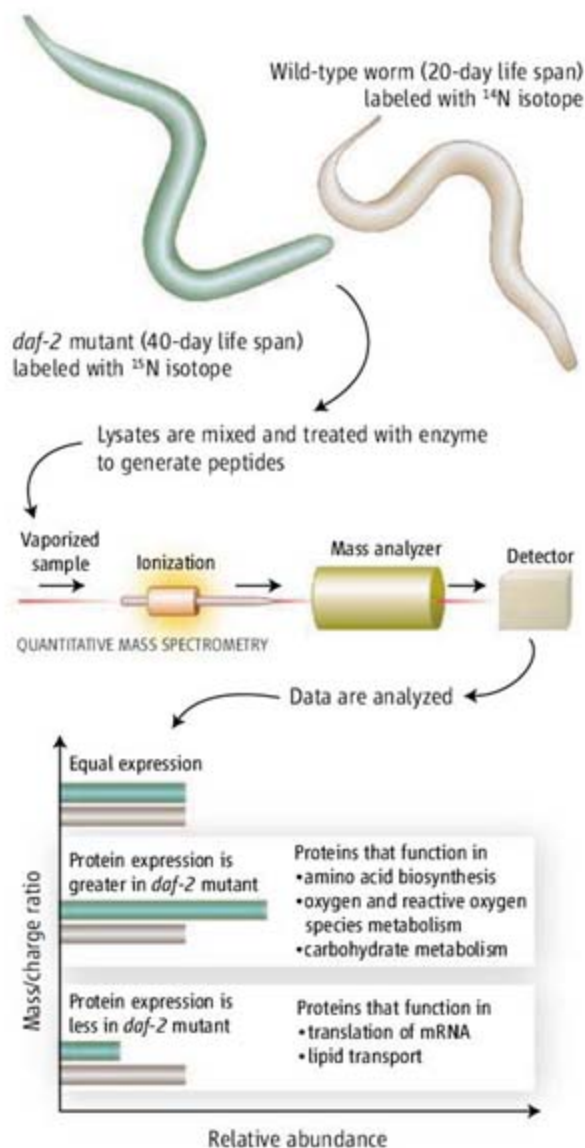 Wild-type worm (20-day life span)
labeled with ¹⁴N isotope
daf-2 mutant (40-day life span)
labeled with ¹⁵N isotope
Lysates are mixed and treated with enzyme
to generate peptides
Vaporized
sample
Ionization
Mass analyzer
Detector
QUANTITATIVE MASS SPECTROMETRY
Data are analyzed
Equal expression
Protein expression is
greater in daf-2 mutant
Proteins that function in
•amino acid biosynthesis
•oxygen and reactive oxygen
species metabolism
•carbohydrate metabolism
Protein expression is
less in daf-2 mutant
Proteins that function in
•translation of mRNA
•lipid transport
Mass/charge ratio
Relative abundance